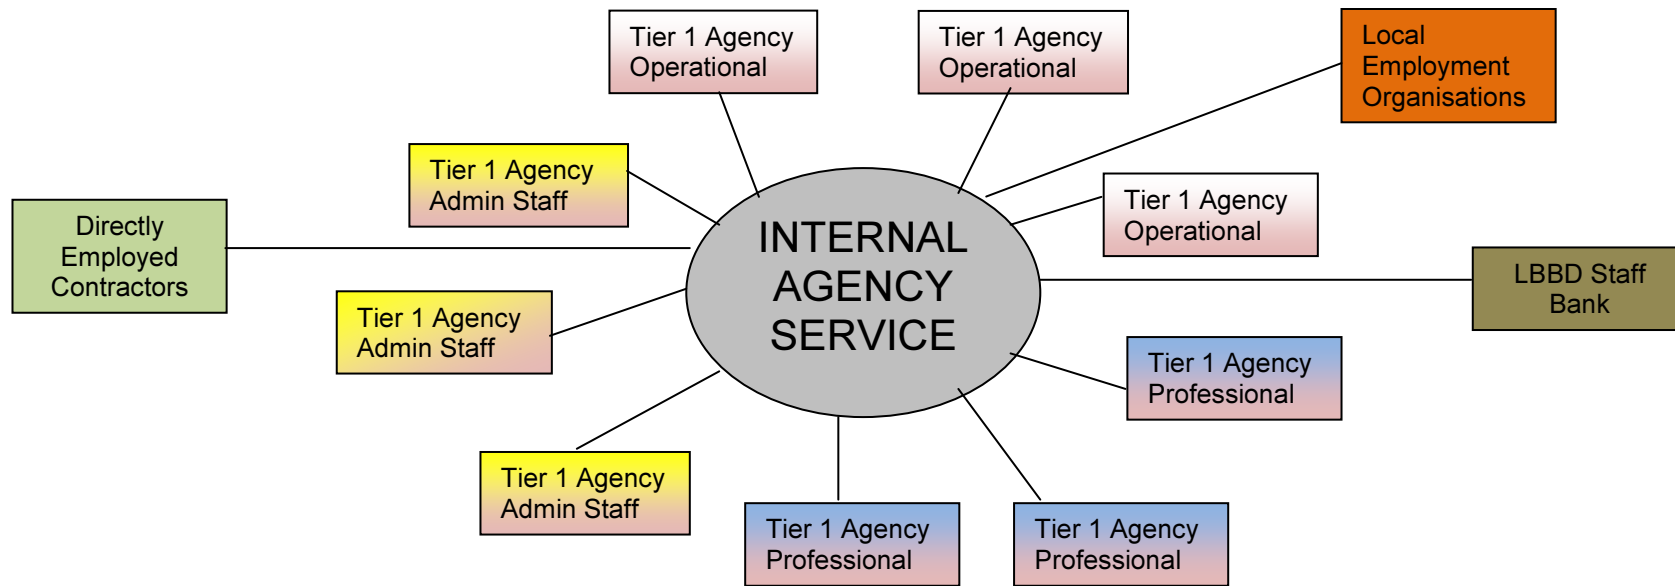 Tier 1 Agency
Operational
Tier 1 Agency
Operational
Local
Employment
Organisations
Tier 1 Agency
Admin Staff
Tier 1 Agency
Operational
Directly
Employed
Contractors
INTERNAL
AGENCY
SERVICE
LBBD Staff
Bank
Tier 1 Agency
Admin Staff
Tier 1 Agency
Professional
Tier 1 Agency
Admin Staff
Tier 1 Agency
Professional
Tier 1 Agency
Professional